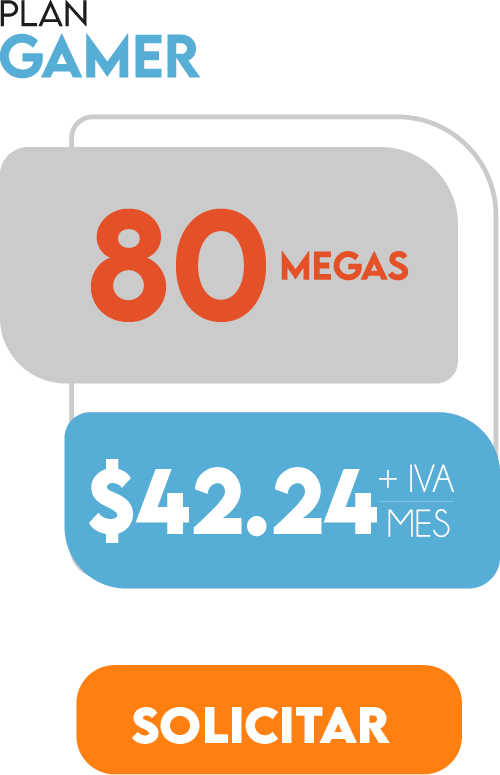 PLAN
GAMER
80 MEGAS
$42.24 + IVA
MES
SOLICITAR